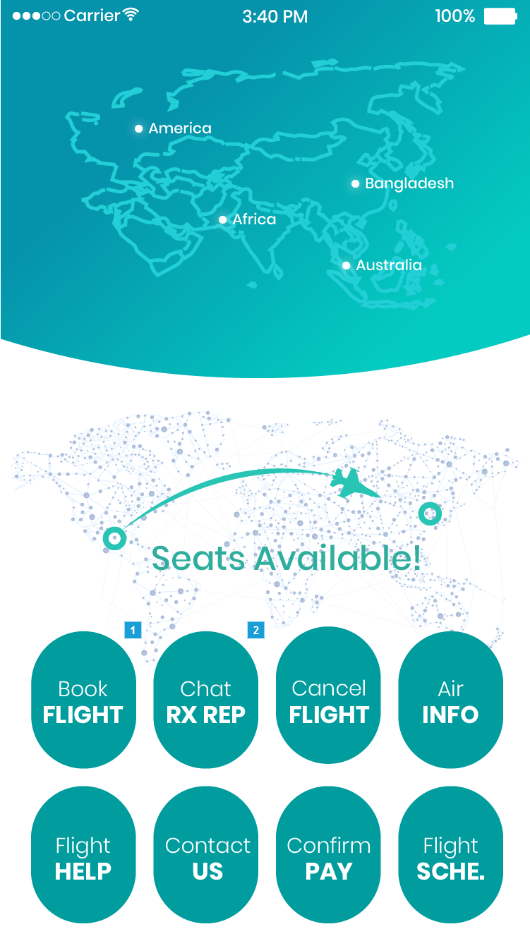 Carrier 3:40 PM 100%
America
Bangladesh
Africa
Australia
Seats Available!
1 2
Book Chat Cancel Air
FLIGHT RX REP FLIGHT INFO
Flight Contact Confirm Flight
HELP US PAY SCHE.